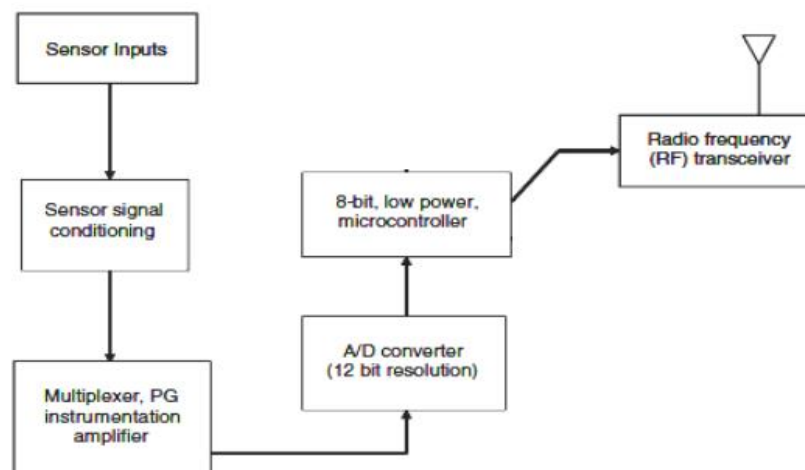 Sensor Inputs
Sensor signal
conditioning
Multiplexer, PG
instrumentation
amplifier
A/D converter
(12 bit resolution)
8-bit, low power,
microcontroller
Radio frequency
(RF) transceiver